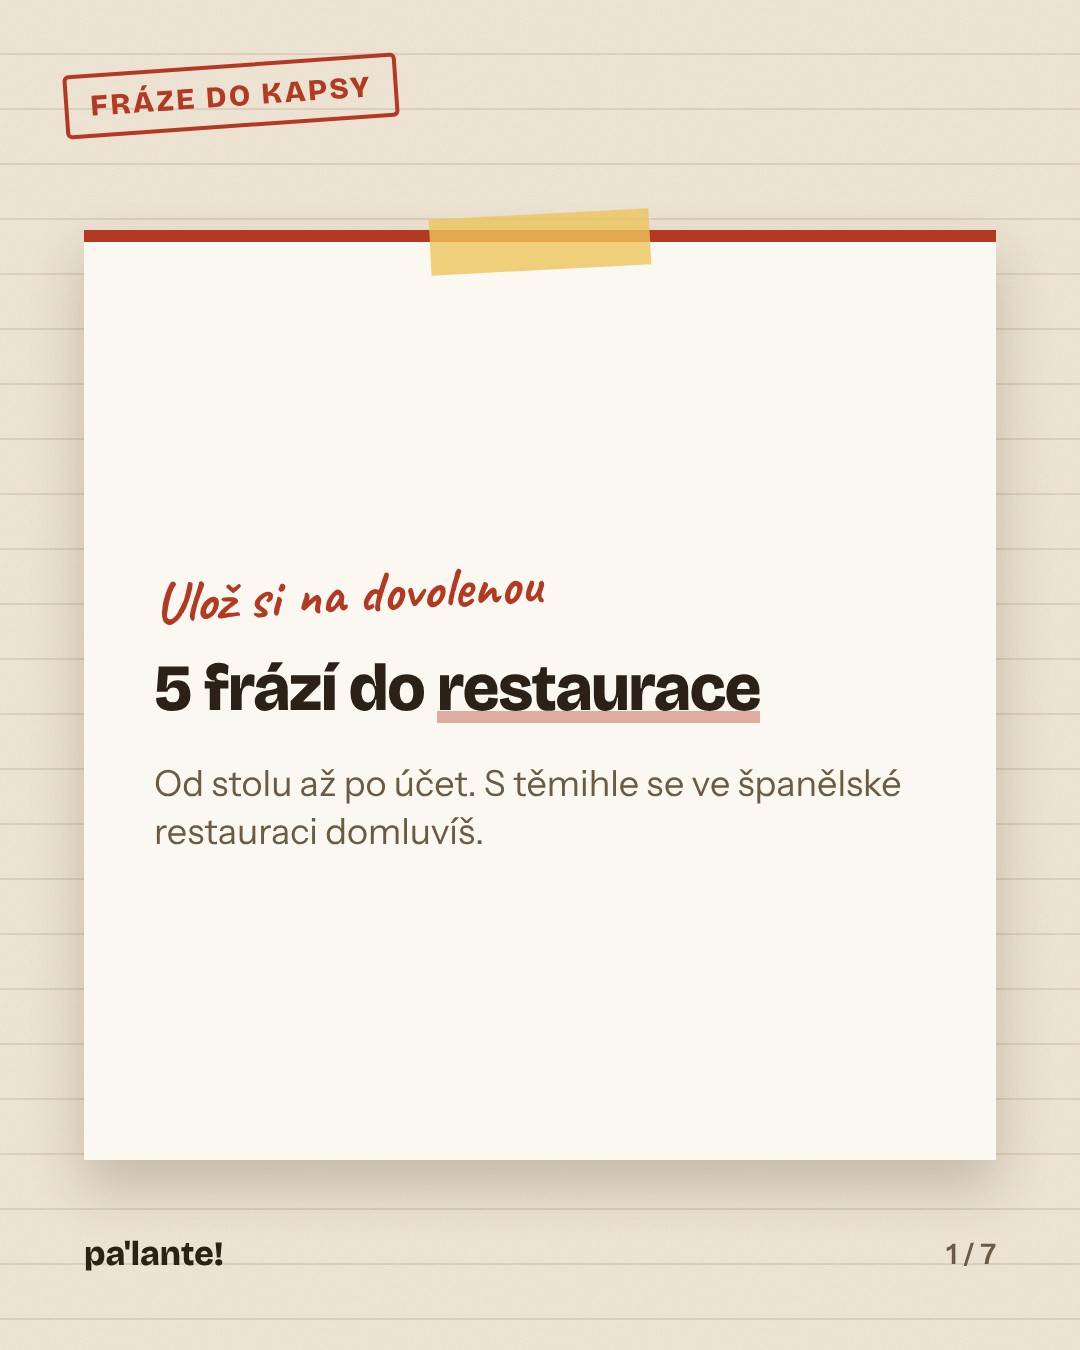 FRÁZE DO KAPSY
Ulož si na dovolenou
5 frází do restaurace
Od stolu až po účet. S těmihle se ve španělské
restauraci domluvíš.
pa'lante!
1 / 7